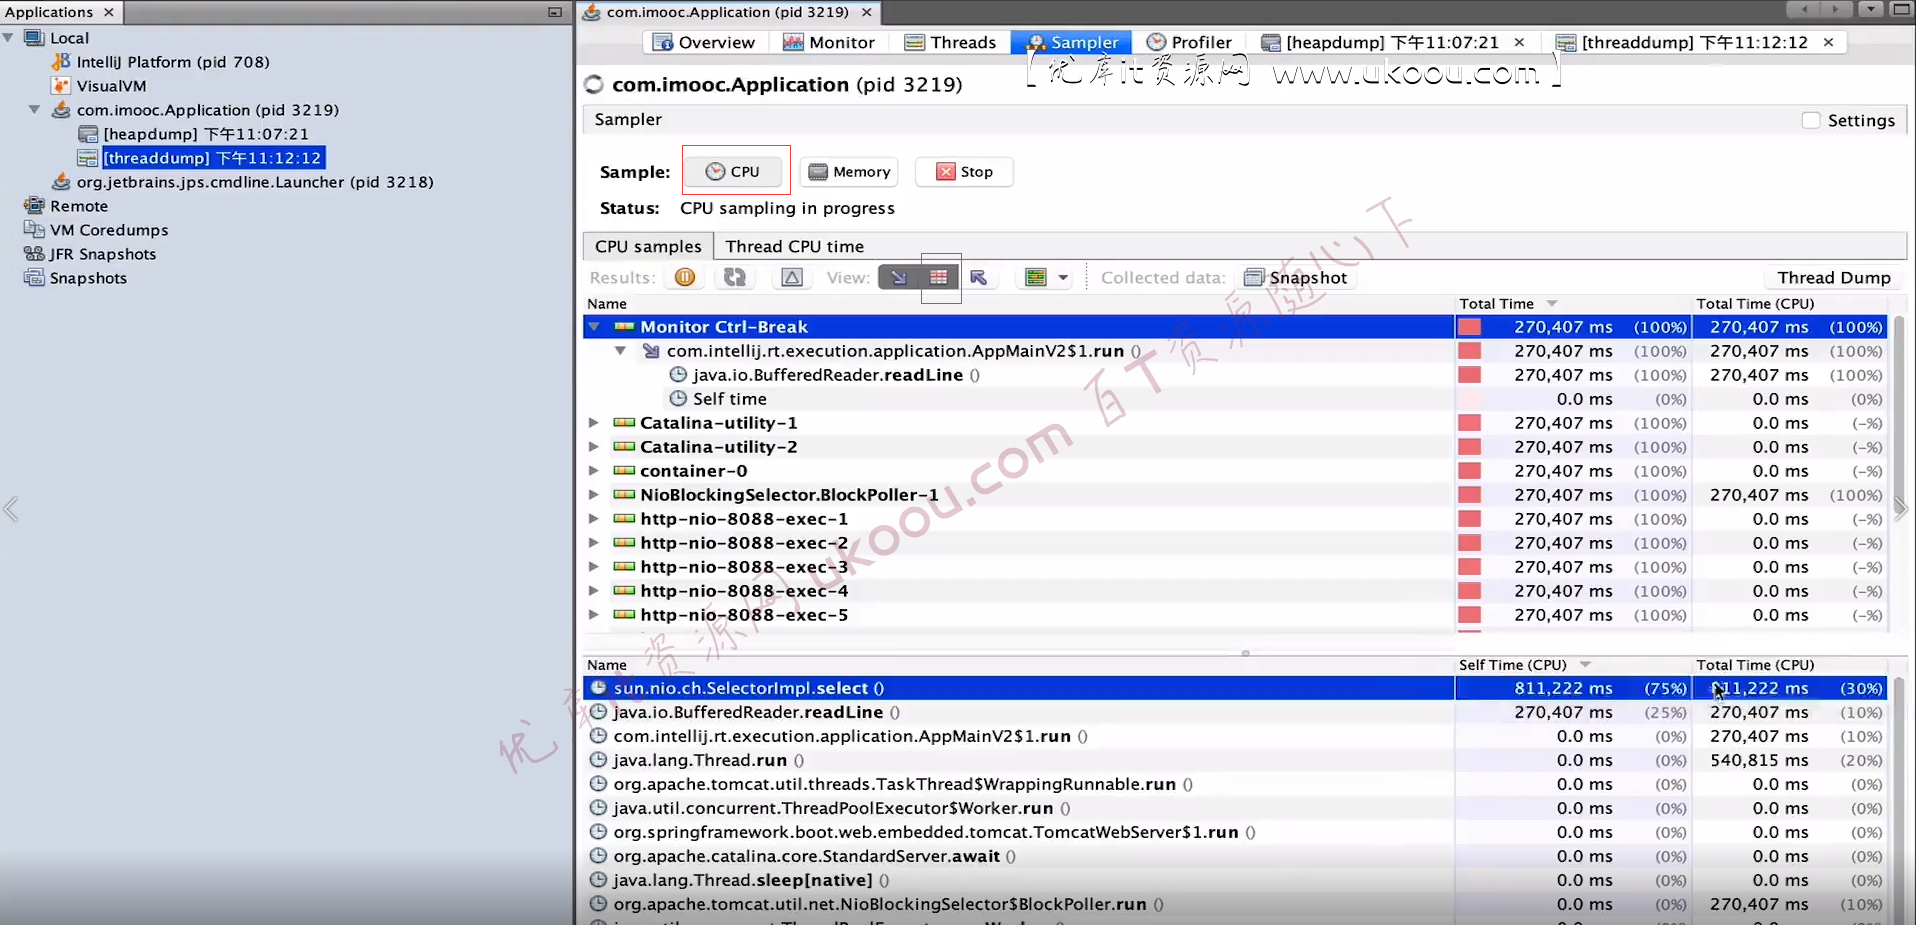 Applications
Local
IntelliJ Platform (pid 708)
VisualVM
com.imooc.Application (pid 3219)
[heapdump] 下午11:07:21
[threaddump] 下午11:12:12
org.jetbrains.jps.cmdline.Launcher (pid 3218)
Remote
VM Coredumps
JFR Snapshots
Snapshots
com.imooc.Application (pid 3219)
Overview Monitor Threads Sampler Profiler [heapdump] 下午11:07:21 [threaddump] 下午11:12:12
【优库it资源网 www.ukoou.com】
com.imooc.Application (pid 3219)
Sampler Settings
Sample: CPU Memory Stop
Status: CPU sampling in progress
CPU samples Thread CPU time
Results: View: Collected data: Snapshot Thread Dump
Name Total Time Total Time (CPU)
Monitor Ctrl-Break 270,407 ms (100%) 270,407 ms (100%)
com.intellij.rt.execution.application.AppMainV2$1.run () 270,407 ms (100%) 270,407 ms (100%)
java.io.BufferedReader.readLine () 270,407 ms (100%) 270,407 ms (100%)
Self time 0.0 ms (0%) 0.0 ms (0%)
Catalina-utility-1 270,407 ms (100%) 0.0 ms (-%)
Catalina-utility-2 270,407 ms (100%) 0.0 ms (-%)
container-0 270,407 ms (100%) 0.0 ms (-%)
NioBlockingSelector.BlockPoller-1 270,407 ms (100%) 270,407 ms (100%)
http-nio-8088-exec-1 270,407 ms (100%) 0.0 ms (-%)
http-nio-8088-exec-2 270,407 ms (100%) 0.0 ms (-%)
http-nio-8088-exec-3 270,407 ms (100%) 0.0 ms (-%)
http-nio-8088-exec-4 270,407 ms (100%) 0.0 ms (-%)
http-nio-8088-exec-5 270,407 ms (100%) 0.0 ms (-%)
优库it资源网 ukoou.com 百T资源随心下
Name Self Time (CPU) Total Time (CPU)
sun.nio.ch.SelectorImpl.select () 811,222 ms (75%) 811,222 ms (30%)
java.io.BufferedReader.readLine () 270,407 ms (25%) 270,407 ms (10%)
com.intellij.rt.execution.application.AppMainV2$1.run () 0.0 ms (0%) 270,407 ms (10%)
java.lang.Thread.run () 0.0 ms (0%) 540,815 ms (20%)
org.apache.tomcat.util.threads.TaskThread$WrappingRunnable.run () 0.0 ms (0%) 0.0 ms (0%)
java.util.concurrent.ThreadPoolExecutor$Worker.run () 0.0 ms (0%) 0.0 ms (0%)
org.springframework.boot.web.embedded.tomcat.TomcatWebServer$1.run () 0.0 ms (0%) 0.0 ms (0%)
org.apache.catalina.core.StandardServer.await () 0.0 ms (0%) 0.0 ms (0%)
java.lang.Thread.sleep[native] () 0.0 ms (0%) 0.0 ms (0%)
org.apache.tomcat.util.net.NioBlockingSelector$BlockPoller.run () 0.0 ms (0%) 270,407 ms (10%)